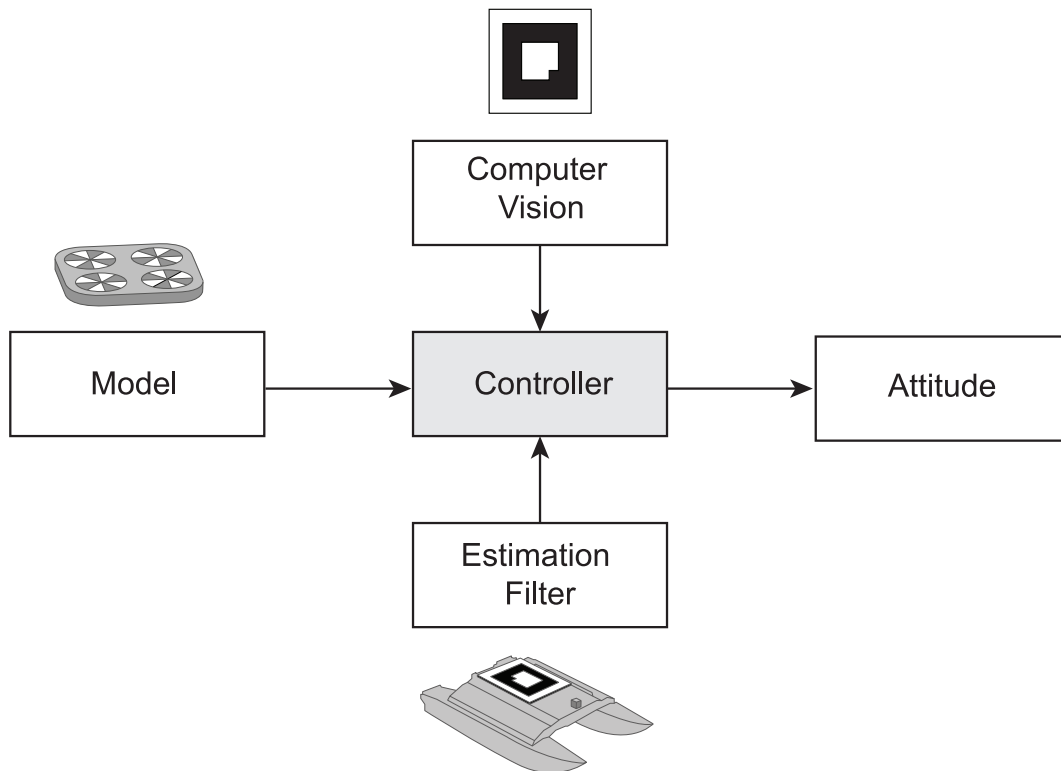 Computer
Vision
Model
Controller
Attitude
Estimation
Filter